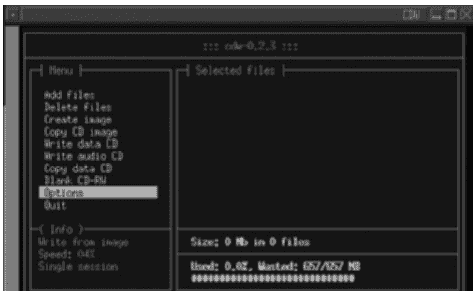 ::: cdw-0.2.3 :::
Menu
Selected files
Add files
Delete files
Create image
Copy CD image
Write data CD
Write audio CD
Copy data CD
Blank CD-RW
Options
Quit
( Info )
Write from image
Speed: 04X
Single session
Size: 0 Mb in 0 files
Used: 0.0%, Wasted: 657/657 MB